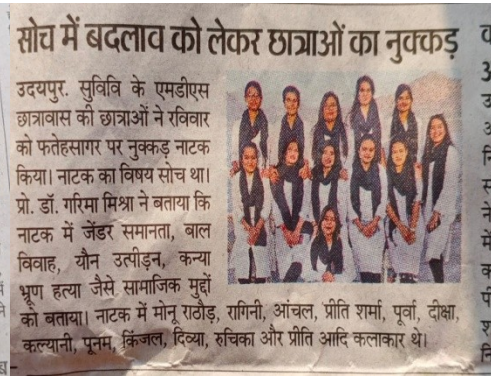 सोच में बदलाव को लेकर छात्राओं का नुक्कड़
उदयपुर. सुविवि के एमडीएस
छात्रावास की छात्राओं ने रविवार
को फतेहसागर पर नुक्कड़ नाटक
किया। नाटक का विषय सोच था।
प्रो. डॉ. गरिमा मिश्रा ने बताया कि
नाटक में जेंडर समानता, बाल
विवाह, यौन उत्पीड़न, कन्या
भ्रूण हत्या जैसे सामाजिक मुद्दों
को बताया। नाटक में मोनू राठौड़, रागिनी, आंचल, प्रीति शर्मा, पूर्वा, दीक्षा,
कल्यानी, पूनम, किंजल, दिव्या, रुचिका और प्रीति आदि कलाकार थे।